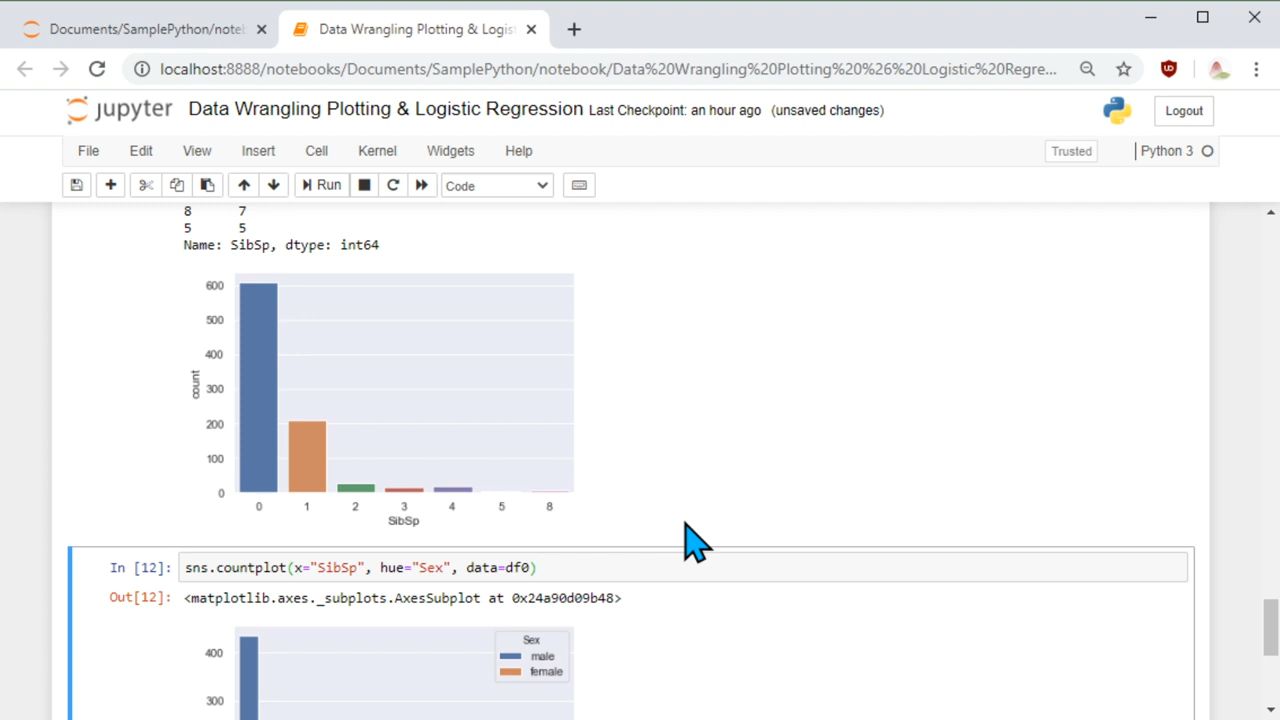 Documents/SamplePython/noteb
Data Wrangling Plotting & Logist
localhost:8888/notebooks/Documents/SamplePython/notebook/Data%20Wrangling%20Plotting%20%26%20Logistic%20Regre...
jupyter Data Wrangling Plotting & Logistic Regression Last Checkpoint: an hour ago (unsaved changes) Logout
File Edit View Insert Cell Kernel Widgets Help Trusted Python 3
Run Code
8 7
5 5
Name: SibSp, dtype: int64
600
500
400
300
200
100
0
count
0 1 2 3 4 5 8
SibSp
In [12]: sns.countplot(x="SibSp", hue="Sex", data=df0)
Out[12]: <matplotlib.axes._subplots.AxesSubplot at 0x24a90d09b48>
Sex
male
female
400
300